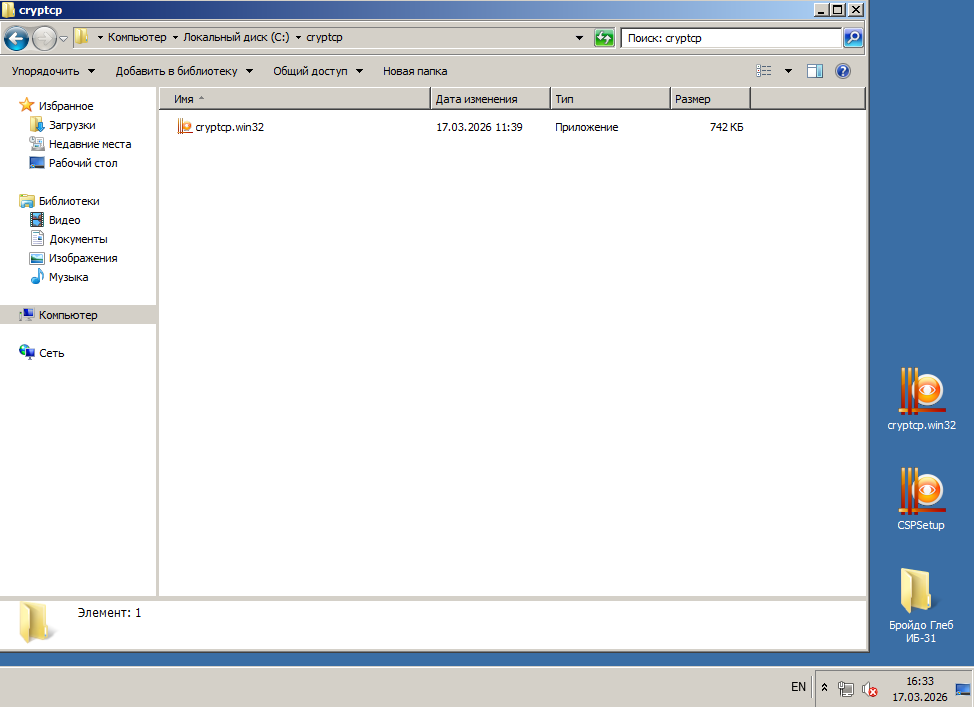 cryptcp
Компьютер
Локальный диск (C:)
cryptcp
Поиск: cryptcp
Упорядочить
Добавить в библиотеку
Общий доступ
Новая папка
Избранное
Загрузки
Недавние места
Рабочий стол
Библиотеки
Видео
Документы
Изображения
Музыка
Компьютер
Сеть
Имя
Дата изменения
Тип
Размер
cryptcp.win32
17.03.2026 11:39
Приложение
742 КБ
Элемент: 1
cryptcp.win32
CSPSetup
Бройдо Глеб
ИБ-31
EN
16:33
17.03.2026